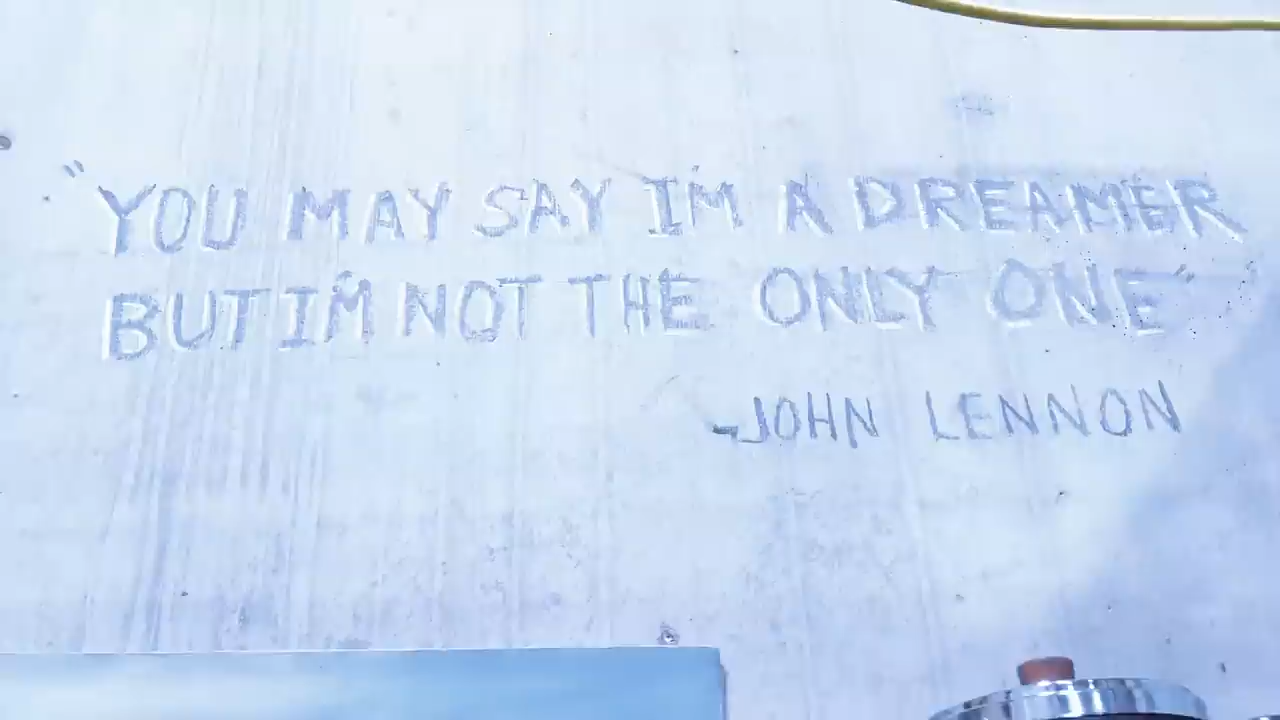 "YOU MAY SAY I'M A DREAMER
BUT I'M NOT THE ONLY ONE"
-JOHN LENNON